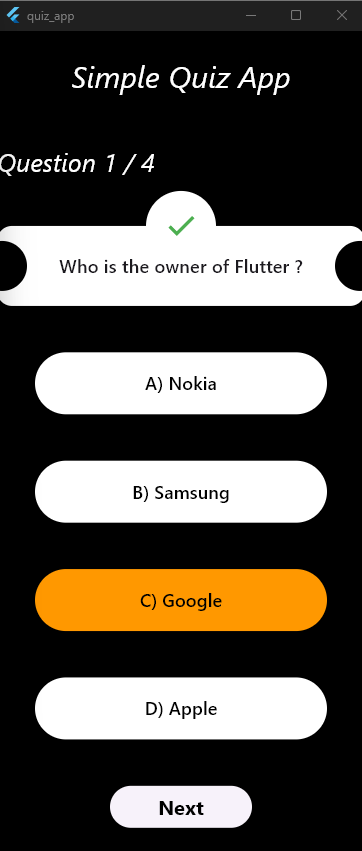 quiz_app
Simple Quiz App
Question 1 / 4
Who is the owner of Flutter ?
A) Nokia
B) Samsung
C) Google
D) Apple
Next